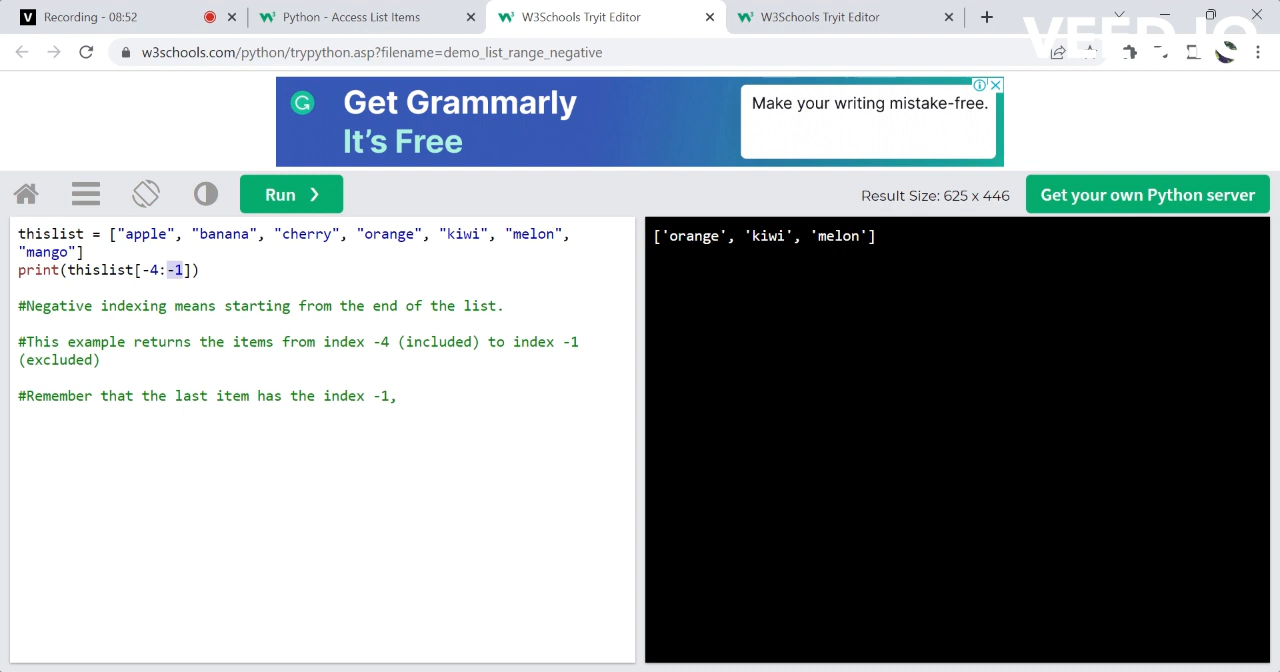 Recording - 08:52
Python - Access List Items
W3Schools Tryit Editor
W3Schools Tryit Editor
w3schools.com/python/trypython.asp?filename=demo_list_range_negative
VEED.IO
Get Grammarly
It's Free
Make your writing mistake-free.
Run ❯
Result Size: 625 x 446
Get your own Python server
thislist = ["apple", "banana", "cherry", "orange", "kiwi", "melon",
"mango"]
print(thislist[-4:-1])
#Negative indexing means starting from the end of the list.
#This example returns the items from index -4 (included) to index -1
(excluded)
#Remember that the last item has the index -1,
['orange', 'kiwi', 'melon']